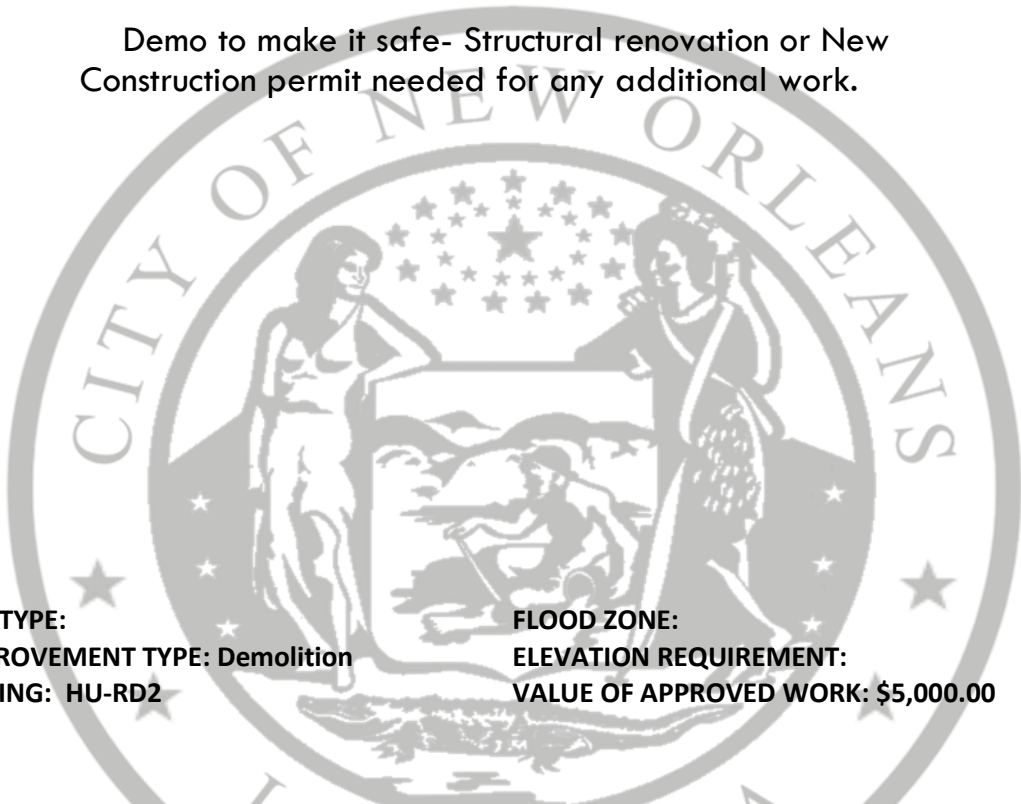 Demo to make it safe- Structural renovation or New
Construction permit needed for any additional work.
CITY OF NEW ORLEANS
TYPE:
ROVEMENT TYPE: Demolition
ING: HU-RD2
FLOOD ZONE:
ELEVATION REQUIREMENT:
VALUE OF APPROVED WORK: $5,000.00